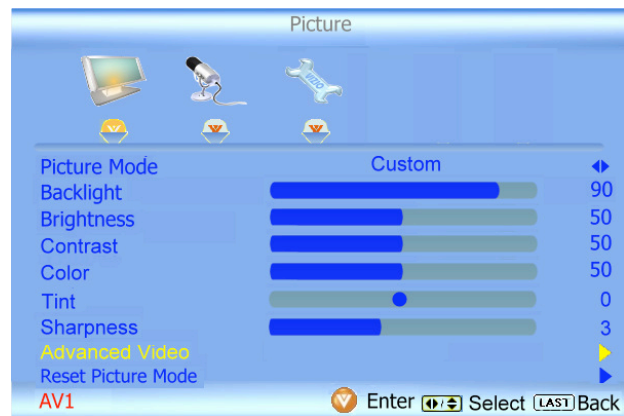 Picture
VIZIO
Picture Mode Custom
Backlight 90
Brightness 50
Contrast 50
Color 50
Tint 0
Sharpness 3
Advanced Video
Reset Picture Mode
AV1 V Enter Select LAST Back